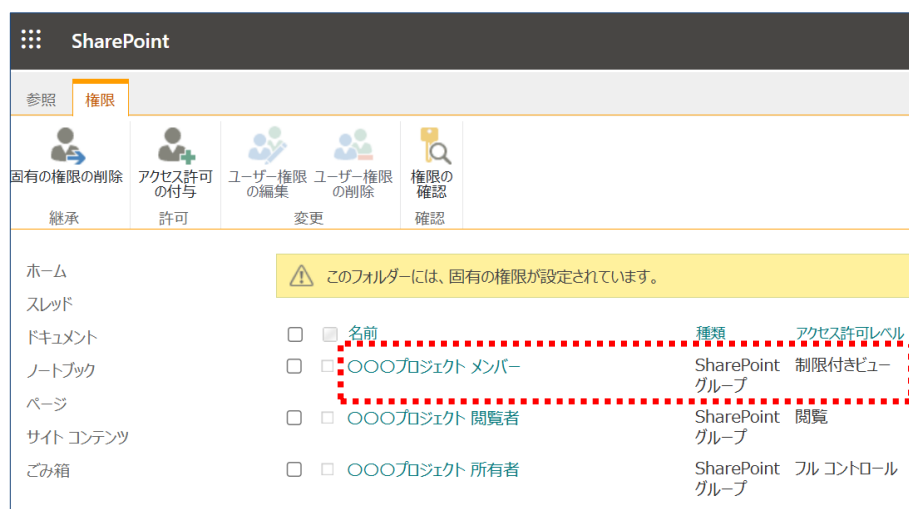 SharePoint
参照 権限
固有の権限の削除 アクセス許可の付与 ユーザー権限の編集 ユーザー権限の削除 権限の確認
継承 許可 変更 確認
ホーム
スレッド
ドキュメント
ノートブック
ページ
サイト コンテンツ
ごみ箱
このフォルダーには、固有の権限が設定されています。
名前 種類 アクセス許可レベル
〇〇〇プロジェクト メンバー SharePoint グループ 制限付きビュー
〇〇〇プロジェクト 閲覧者 SharePoint グループ 閲覧
〇〇〇プロジェクト 所有者 SharePoint グループ フル コントロール